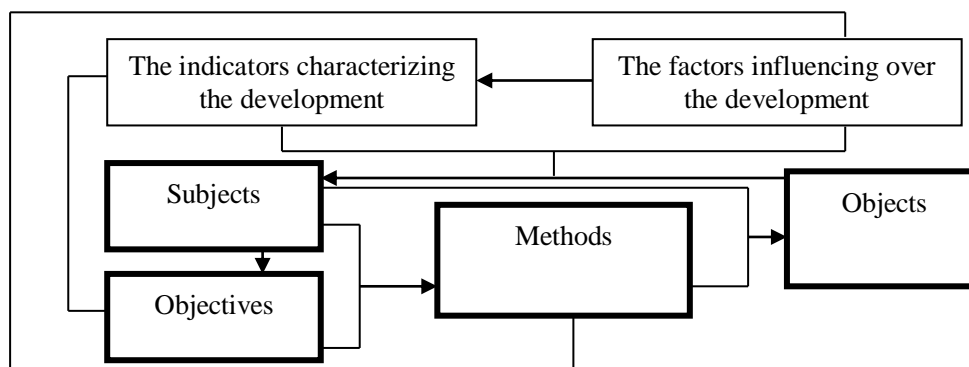 The indicators characterizing
the development
The factors influencing over
the development
Subjects
Objects
Methods
Objectives